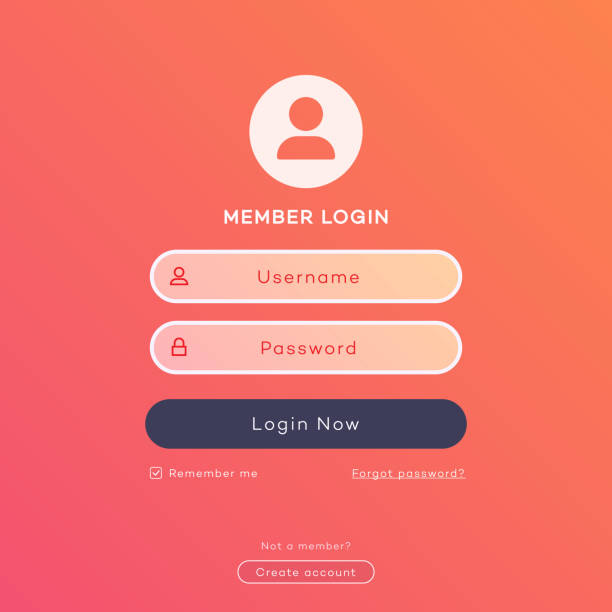 MEMBER LOGIN
Username
Password
Login Now
Remember me
Forgot password?
Not a member?
Create account